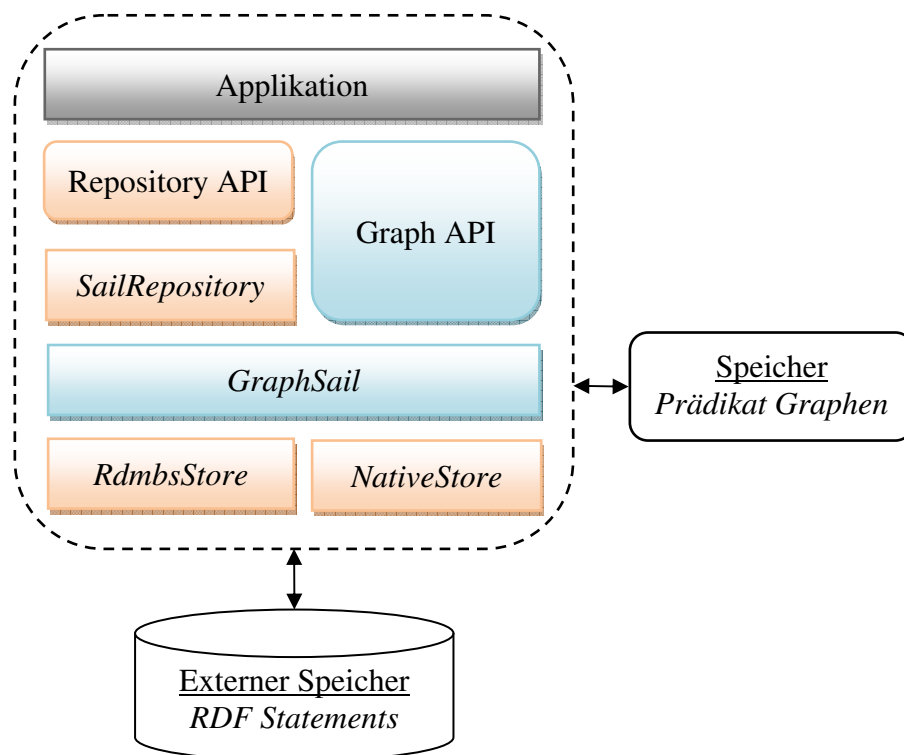 Applikation
Repository API
Graph API
SailRepository
GraphSail
Speicher
Prädikat Graphen
RdmbsStore
NativeStore
Externer Speicher
RDF Statements